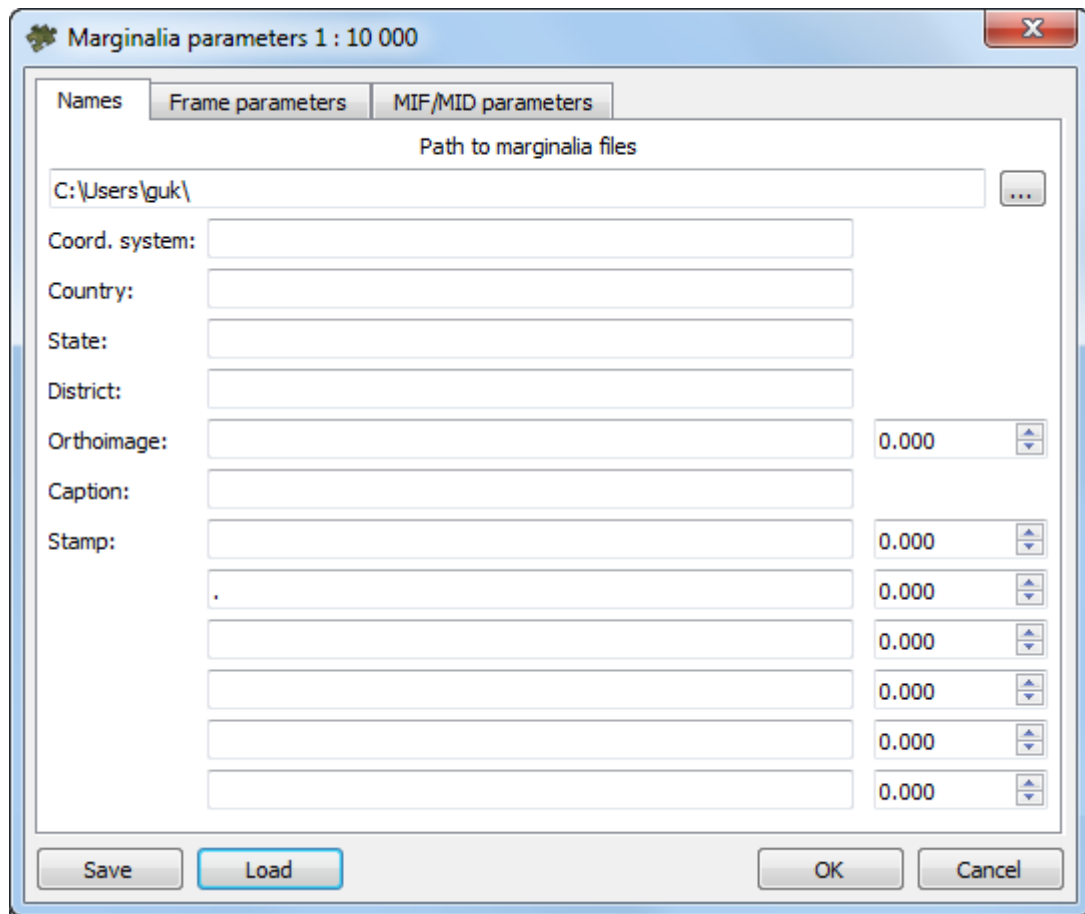 Marginalia parameters 1 : 10 000
Names Frame parameters MIF/MID parameters
Path to marginalia files
C:\Users\guk\ ...
Coord. system:
Country:
State:
District:
Orthoimage: 0.000
Caption:
Stamp: 0.000
. 0.000
0.000
0.000
0.000
0.000
Save Load OK Cancel